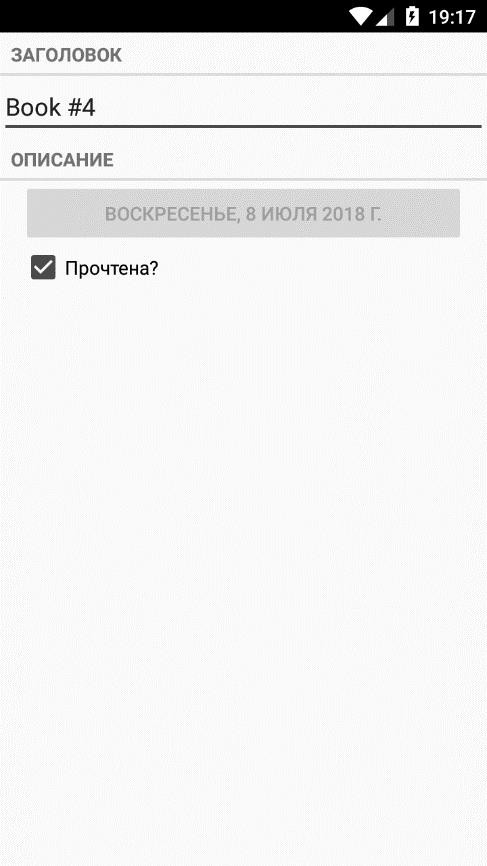 19:17
ЗАГОЛОВОК
Book #4
ОПИСАНИЕ
ВОСКРЕСЕНЬЕ, 8 ИЮЛЯ 2018 Г.
Прочтена?